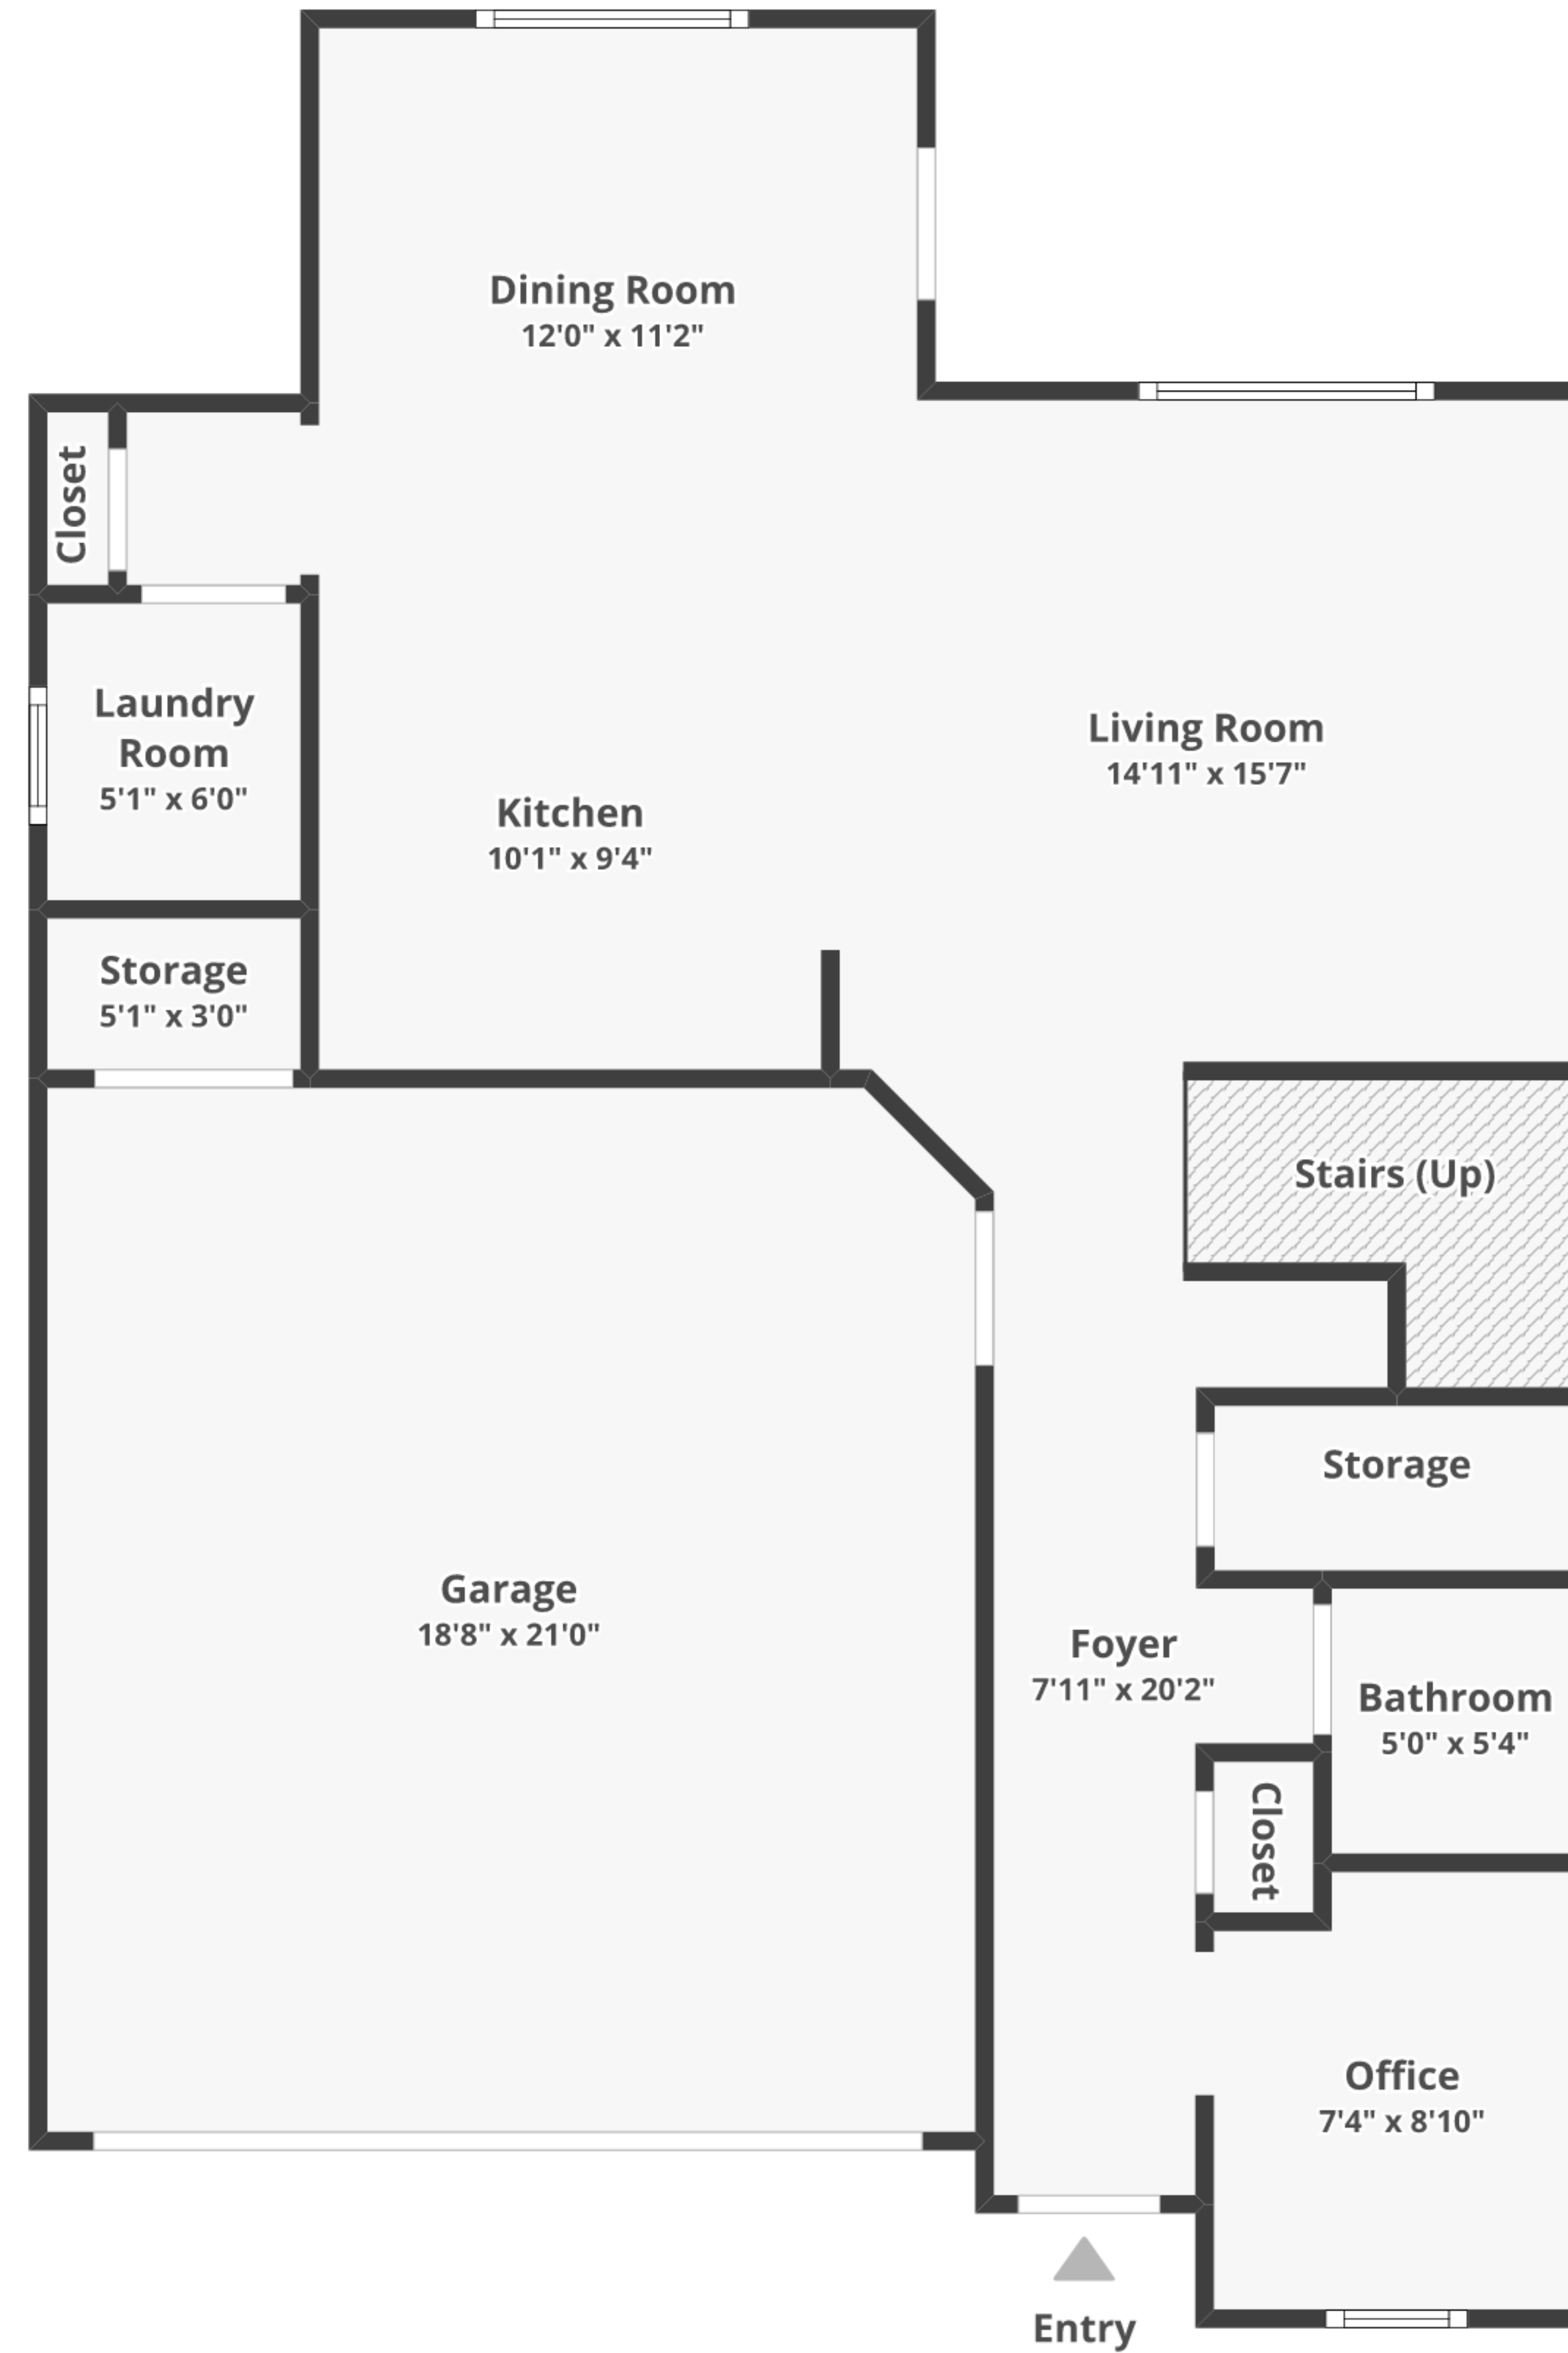 Dining Room
12'0" x 11'2"
Closet
Laundry
Room
5'1" x 6'0"
Living Room
14'11" x 15'7"
Kitchen
10'1" x 9'4"
Storage
5'1" x 3'0"
Stairs (Up)
Storage
Garage
18'8" x 21'0"
Foyer
7'11" x 20'2"
Bathroom
5'0" x 5'4"
Closet
Office
7'4" x 8'10"
Entry